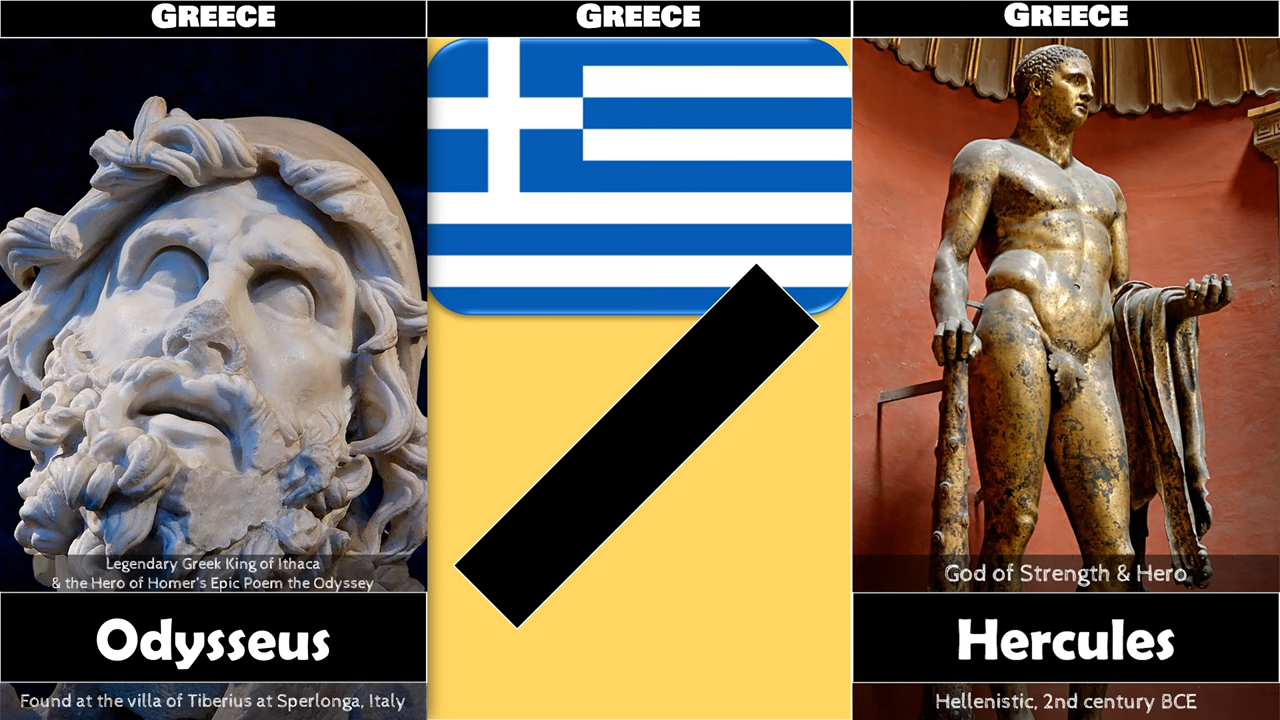 GREECE
GREECE
GREECE
Legendary Greek King of Ithaca
& the Hero of Homer's Epic Poem the Odyssey
Odysseus
Found at the villa of Tiberius at Sperlonga, Italy
God of Strength & Hero
Hercules
Hellenistic, 2nd century BCE